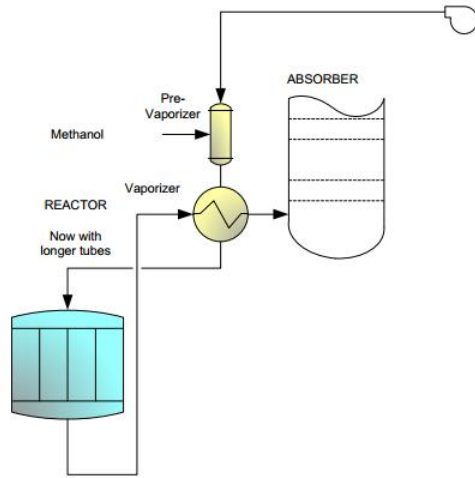 ABSORBER
Pre-
Vaporizer
Methanol
Vaporizer
REACTOR
Now with
longer tubes